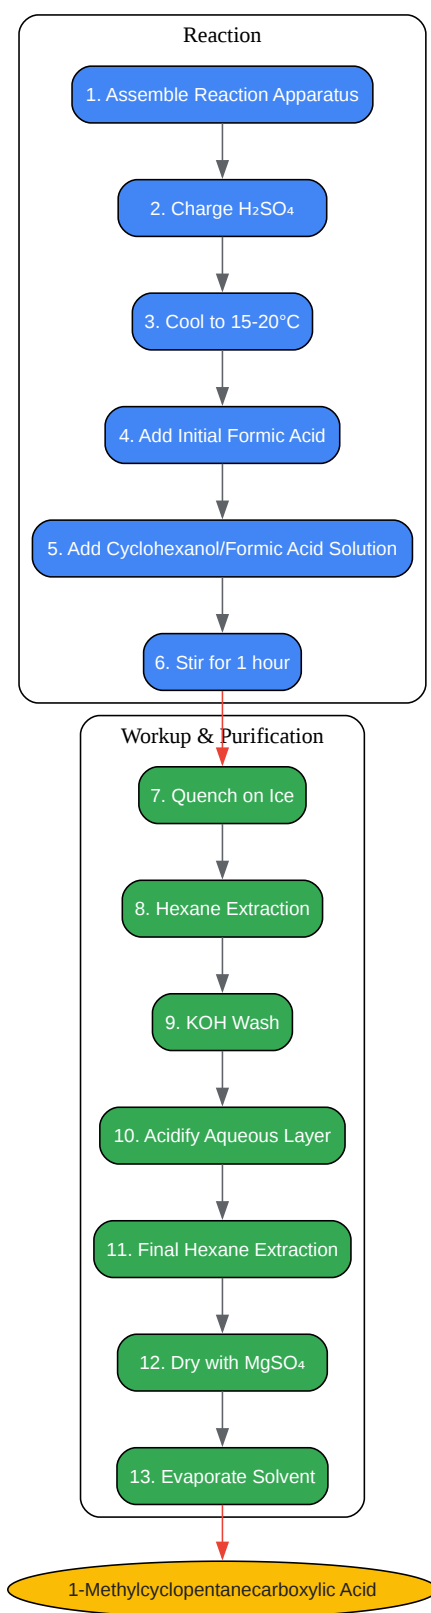 Reaction
1. Assemble Reaction Apparatus
2. Charge H₂SO₄
3. Cool to 15-20°C
4. Add Initial Formic Acid
5. Add Cyclohexanol/Formic Acid Solution
6. Stir for 1 hour
Workup & Purification
7. Quench on Ice
8. Hexane Extraction
9. KOH Wash
10. Acidify Aqueous Layer
11. Final Hexane Extraction
12. Dry with MgSO₄
13. Evaporate Solvent
1-Methylcyclopentanecarboxylic Acid